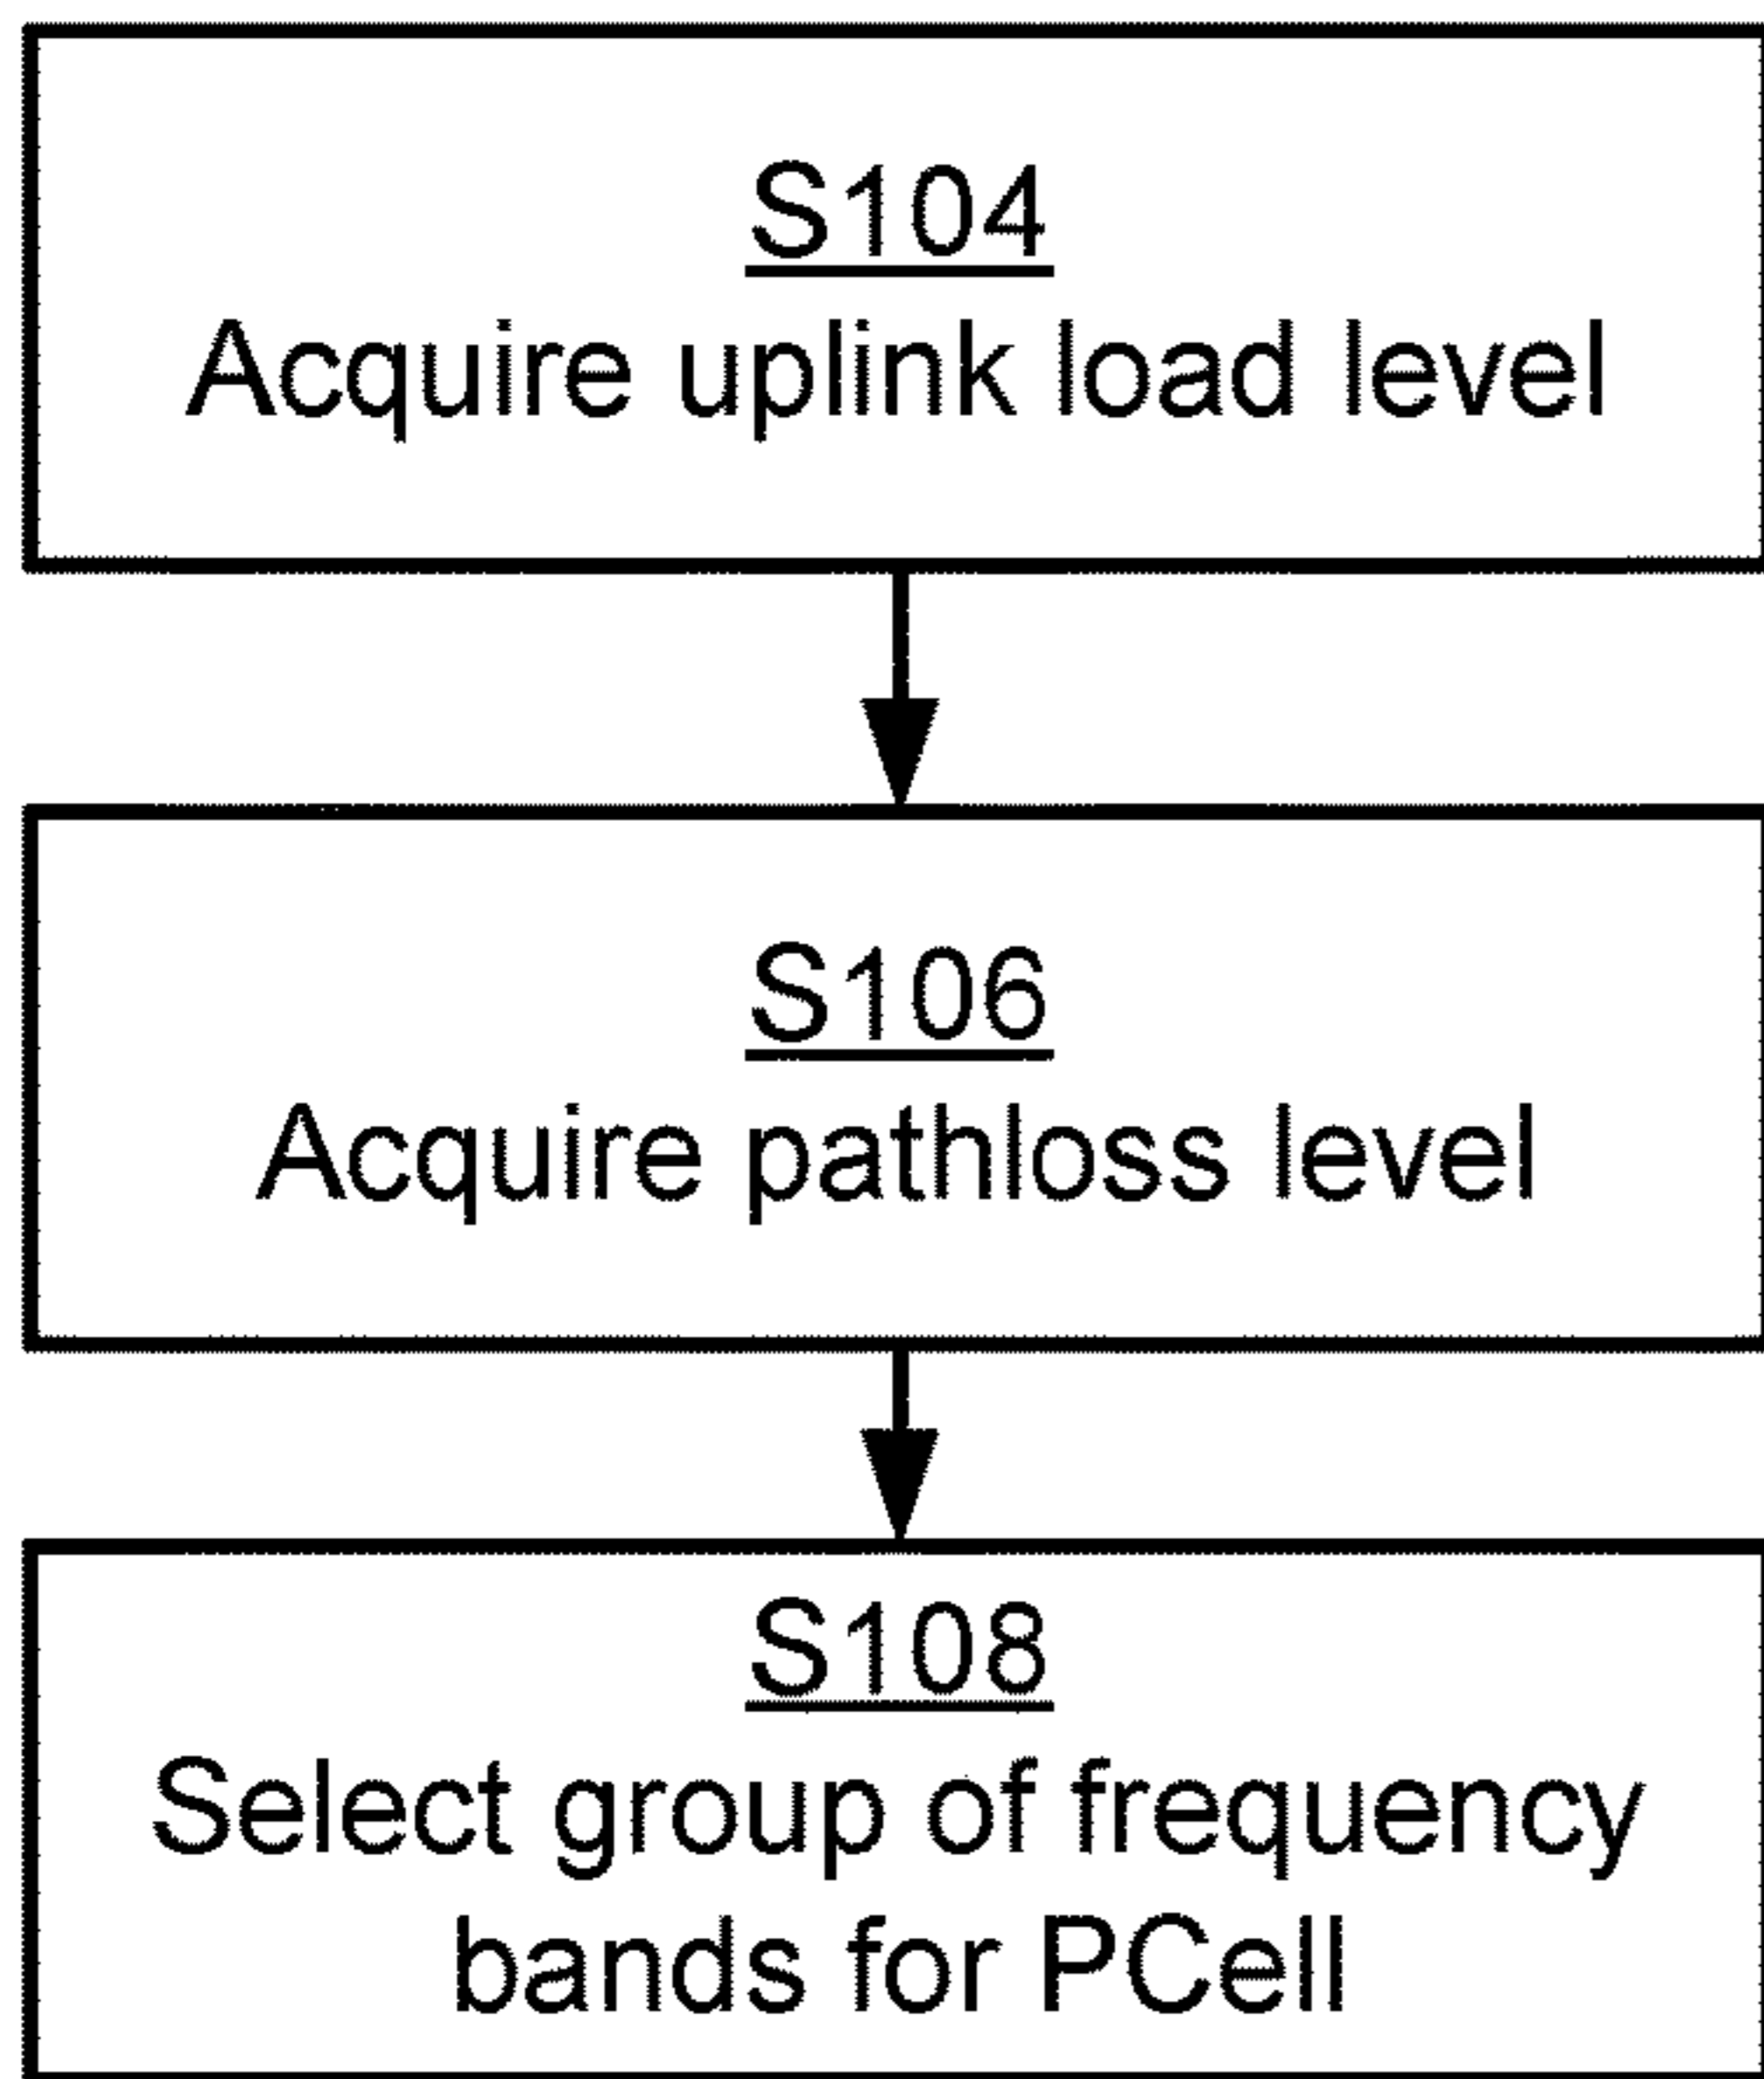 S104
Acquire uplink load level
S106
Acquire pathloss level
S108
Select group of frequency
bands for PCell